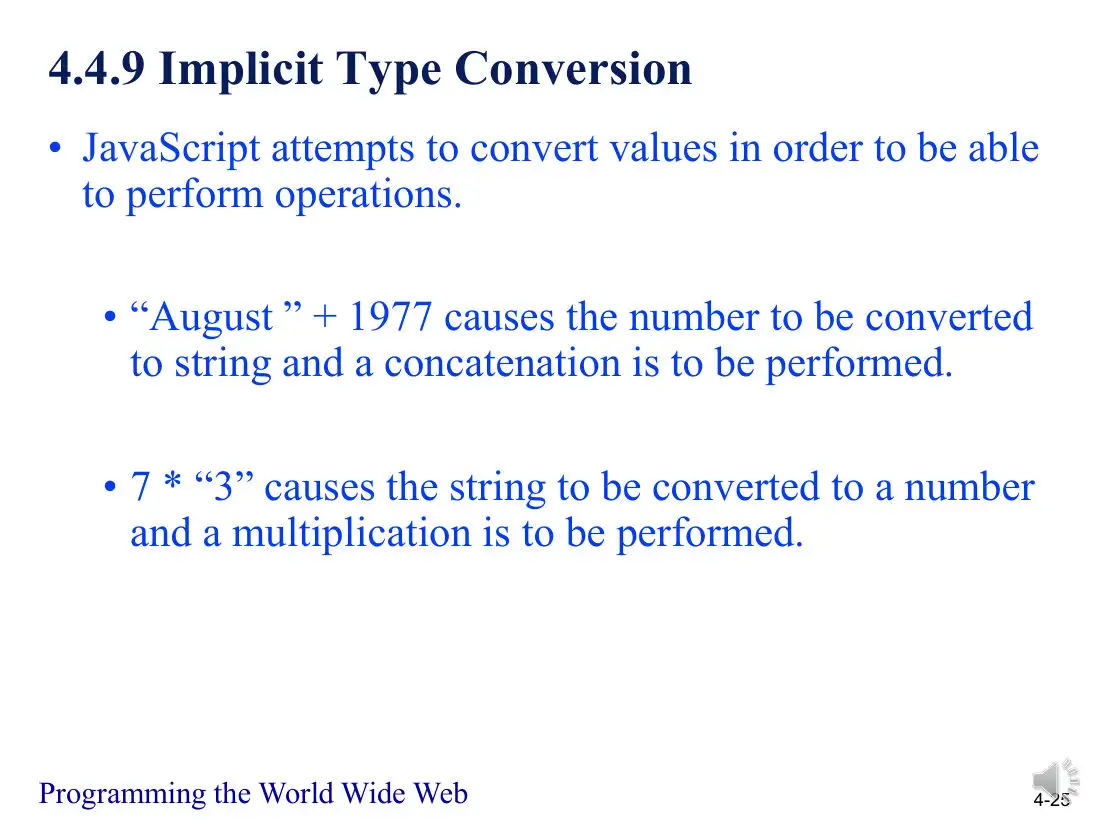 4.4.9 Implicit Type Conversion
• JavaScript attempts to convert values in order to be able
to perform operations.
• “August ” + 1977 causes the number to be converted
to string and a concatenation is to be performed.
• 7 * “3” causes the string to be converted to a number
and a multiplication is to be performed.
Programming the World Wide Web
4-25